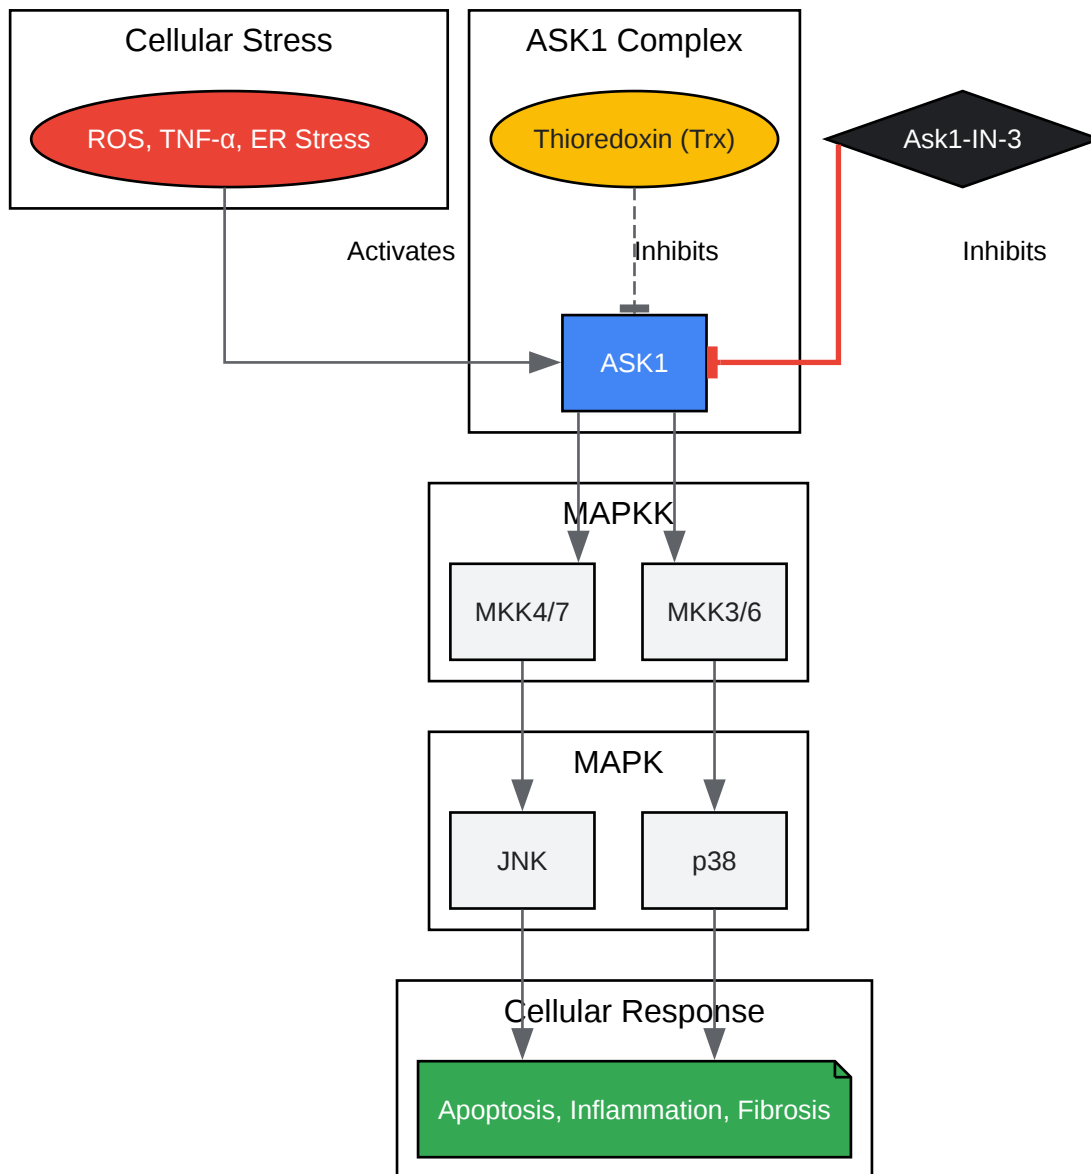 Cellular Stress
ASK1 Complex
ROS, TNF-α, ER Stress
Thioredoxin (Trx)
Ask1-IN-3
Activates
Inhibits
Inhibits
ASK1
MAPKK
MKK4/7
MKK3/6
MAPK
JNK
p38
Cellular Response
Apoptosis, Inflammation, Fibrosis